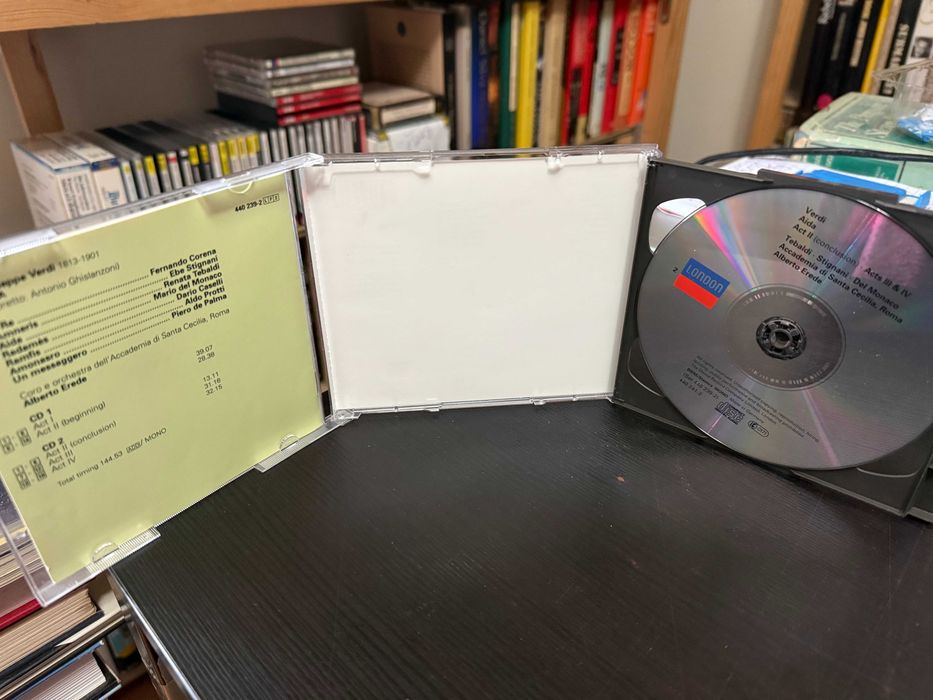 440 239-2
eppe Verdi 1813-1901
retto: Antonio Ghislanzoni)
Re Fernando Corena
Amneris Ebe Stignani
Aida Renata Tebaldi
Radamès Mario del Monaco
Ramfis Dario Caselli
Amonasro Aldo Protti
Un messaggero Piero de Palma
Coro e orchestra dell'Accademia di Santa Cecilia, Roma
Alberto Erede
CD 1
Act I 39.07
Act II (beginning) 28.38
CD 2
Act II (conclusion) 13.11
Act III 31.16
Act IV 32.15
Total timing 144.53 / MONO
2
LONDON
Verdi
Aida
Act II (conclusion) · Acts III & IV
Tebaldi · Stignani · Del Monaco
Accademia di Santa Cecilia, Roma
Alberto Erede